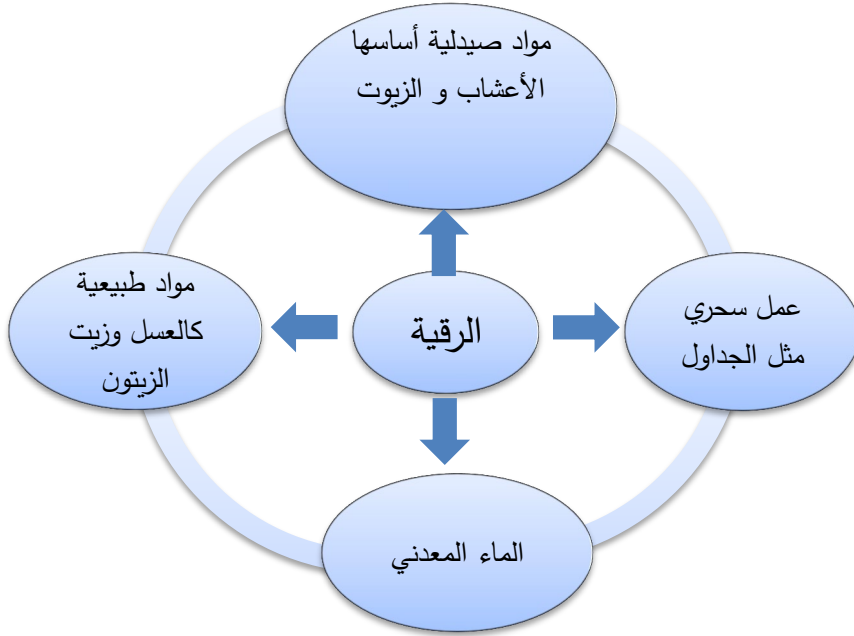 مواد صيدلية أساسها
الأعشاب و الزيوت
عمل سحري
مثل الجداول
الرقية
مواد طبيعية
كالعسل وزيت
الزيتون
الماء المعدني